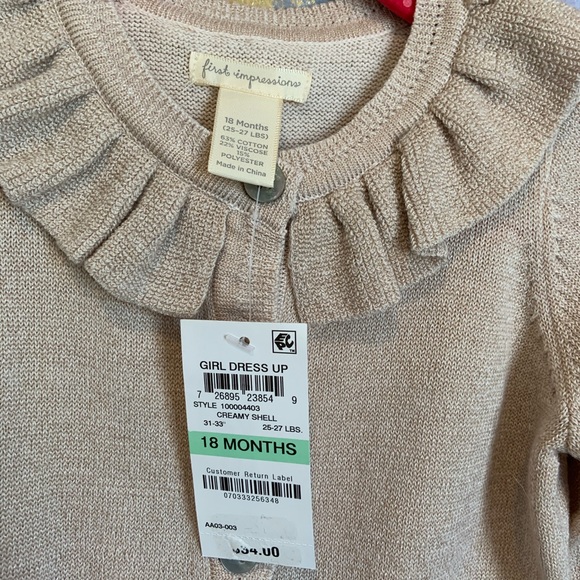 first impressions
18 Months
(25-27 LBS)
63% COTTON
22% VISCOSE
15%
POLYESTER
Made in China
GIRL DRESS UP
7 26895 23854 9
STYLE 100004403
CREAMY SHELL
31-33" 25-27 LBS.
18 MONTHS
Customer Return Label
070333256348
AA03-003